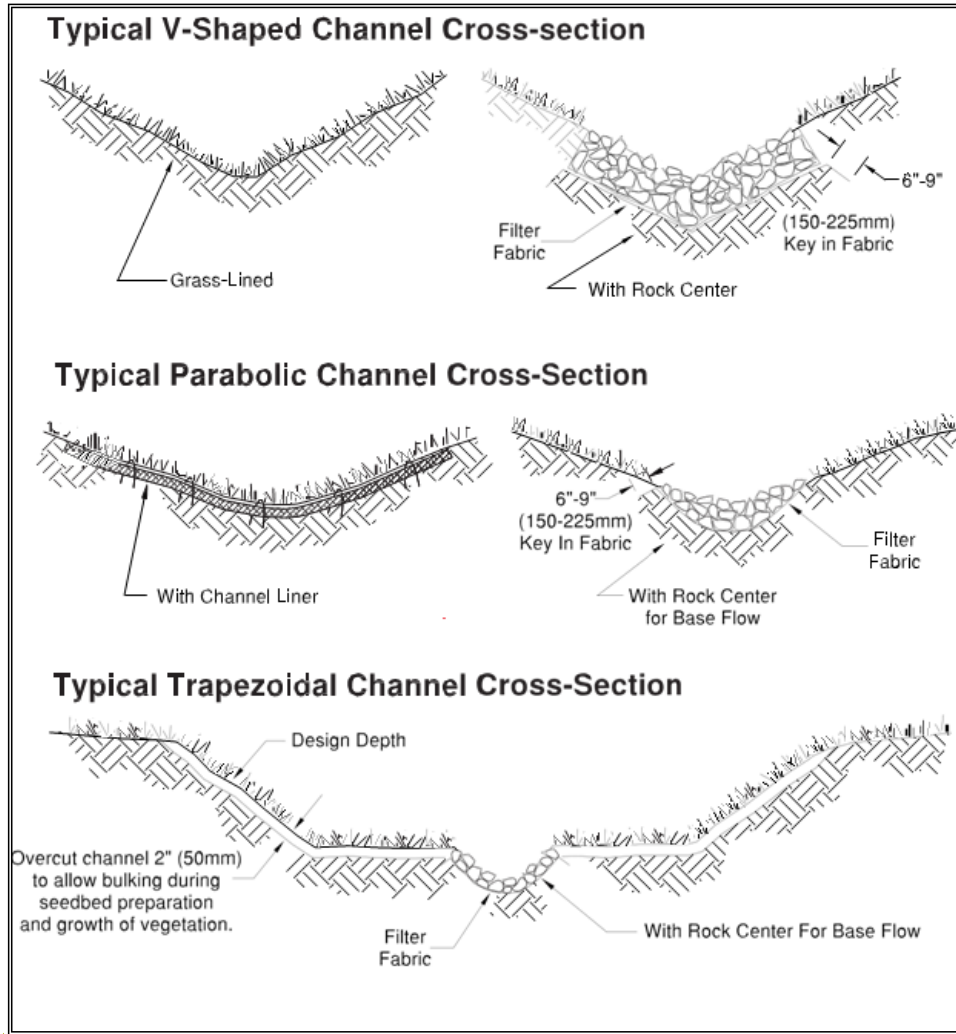 Typical V-Shaped Channel Cross-section
6"-9"
Filter
Fabric
(150-225mm)
Key in Fabric
Grass-Lined
With Rock Center
Typical Parabolic Channel Cross-Section
6"-9"
(150-225mm)
Key In Fabric
Filter
Fabric
With Channel Liner
With Rock Center
for Base Flow
Typical Trapezoidal Channel Cross-Section
Design Depth
Overcut channel 2" (50mm)
to allow bulking during
seedbed preparation
and growth of vegetation.
Filter
Fabric
With Rock Center For Base Flow